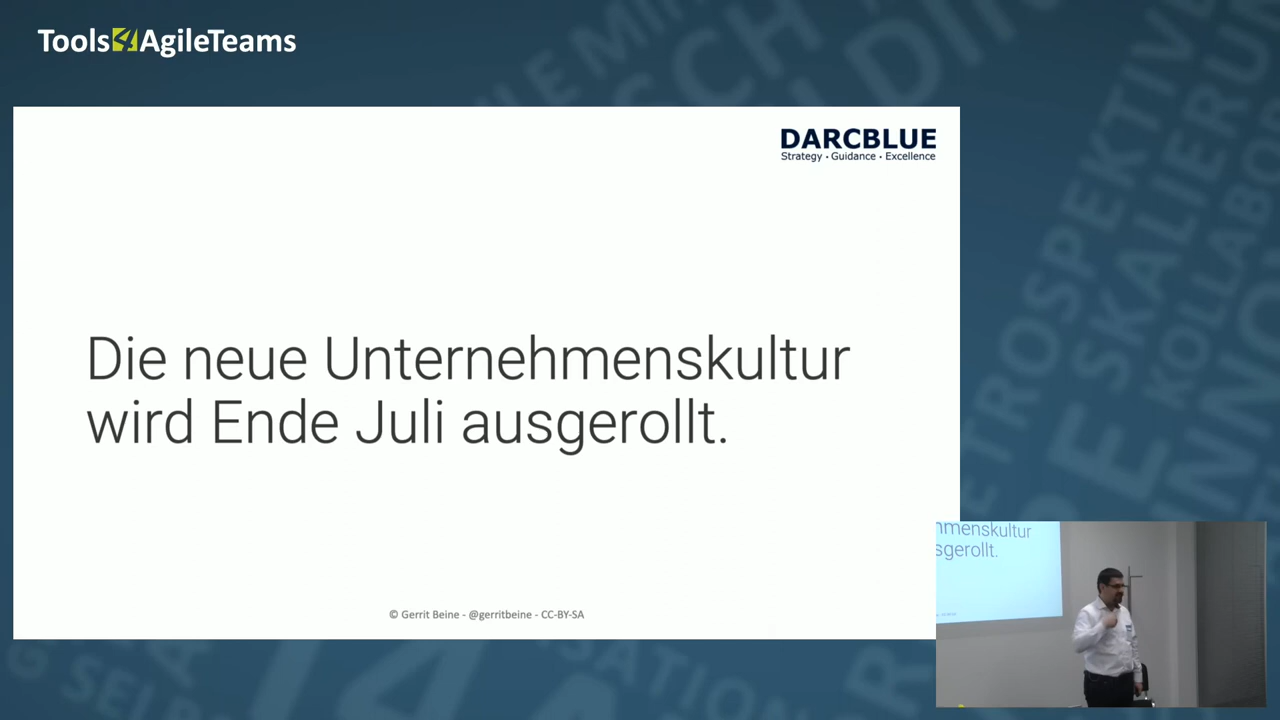 Tools4AgileTeams
DARCBLUE
Strategy • Guidance • Excellence
Die neue Unternehmenskultur
wird Ende Juli ausgerollt.
© Gerrit Beine - @gerritbeine - CC-BY-SA
hmenskultur
sgerollt.